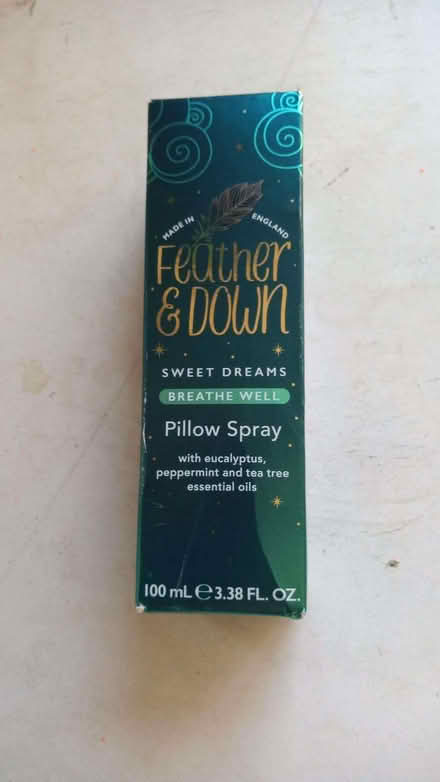 MADE IN ENGLAND
Feather
& DOWN
SWEET DREAMS
BREATHE WELL
Pillow Spray
with eucalyptus,
peppermint and tea tree
essential oils
100 mL ℮ 3.38 FL. OZ.